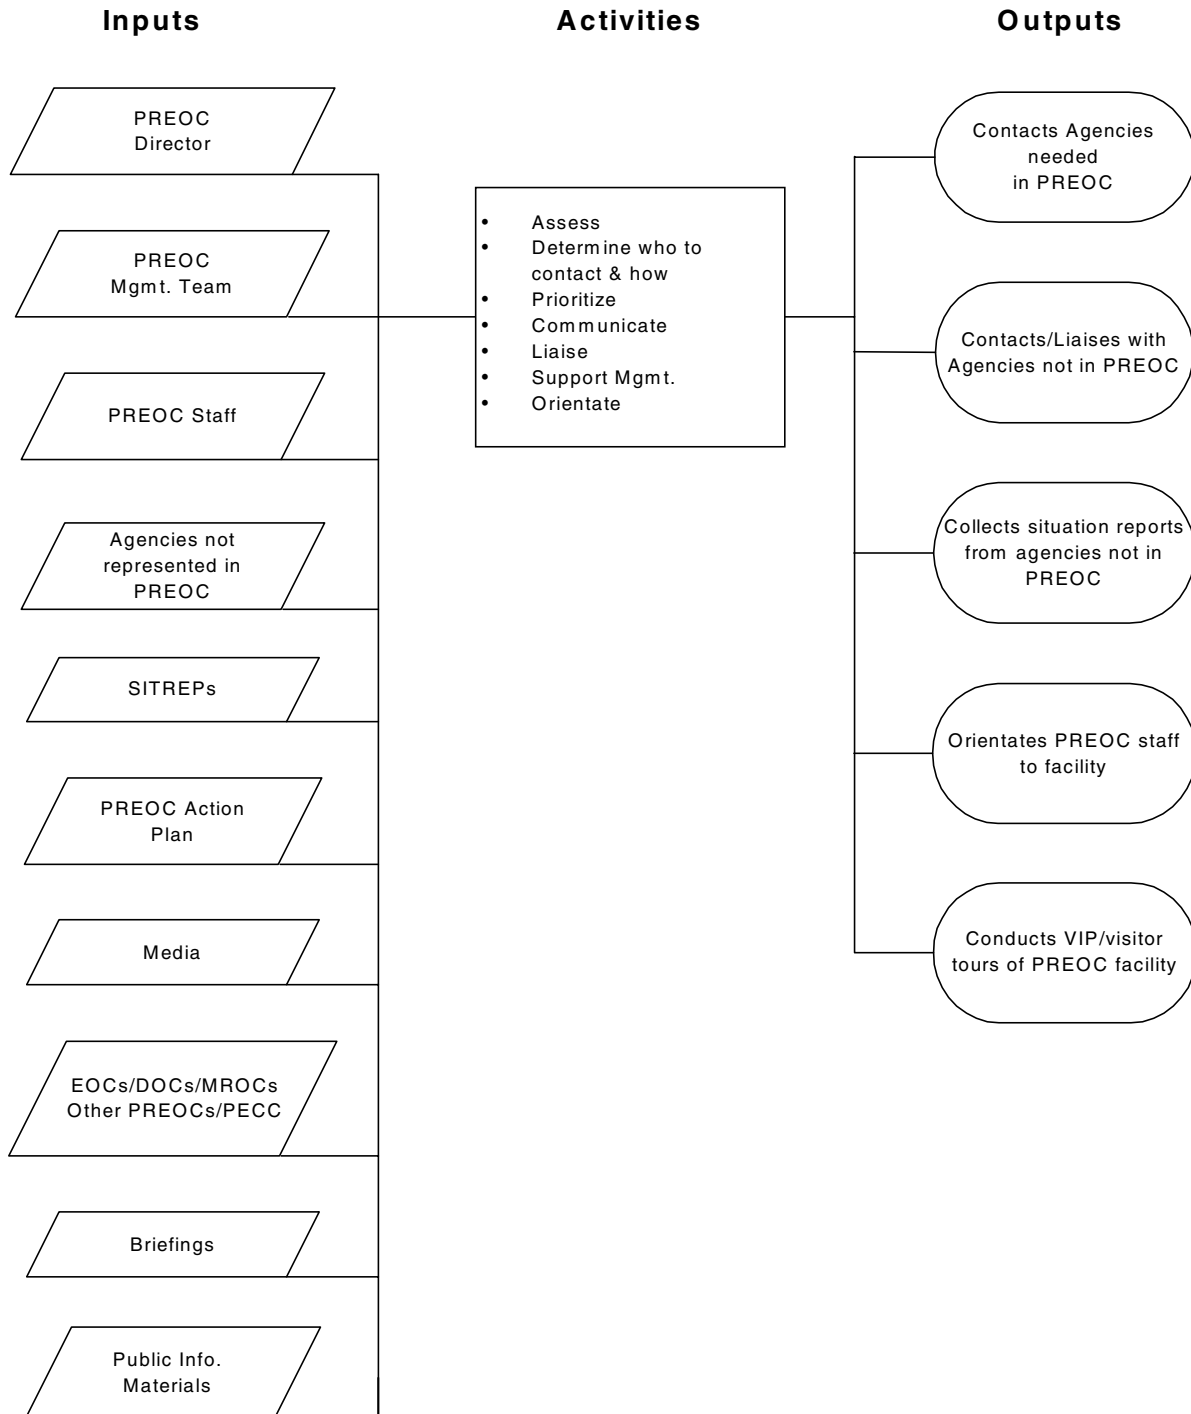 Inputs
Activities
Outputs
PREOC
Director
PREOC
Mgmt. Team
PREOC Staff
Agencies not
represented in
PREOC
SITREPs
PREOC Action
Plan
Media
EOCs/DOCs/MROCs
Other PREOCs/PECC
Briefings
Public Info.
Materials
• Assess
• Determine who to
contact & how
• Prioritize
• Communicate
• Liaise
• Support Mgmt.
• Orientate
Contacts Agencies
needed
in PREOC
Contacts/Liaises with
Agencies not in PREOC
Collects situation reports
from agencies not in
PREOC
Orientates PREOC staff
to facility
Conducts VIP/visitor
tours of PREOC facility